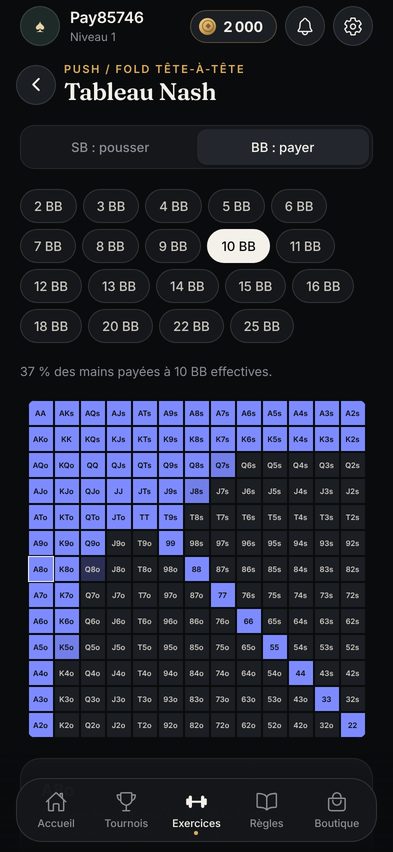 Pay85746
Niveau 1
2 000
PUSH / FOLD TÊTE-À-TÊTE
Tableau Nash
SB : pousser BB : payer
2 BB 3 BB 4 BB 5 BB 6 BB
7 BB 8 BB 9 BB 10 BB 11 BB
12 BB 13 BB 14 BB 15 BB 16 BB
18 BB 20 BB 22 BB 25 BB
37 % des mains payées à 10 BB effectives.
AA AKs AQs AJs ATs A9s A8s A7s A6s A5s A4s A3s A2s
AKo KK KQs KJs KTs K9s K8s K7s K6s K5s K4s K3s K2s
AQo KQo QQ QJs QTs Q9s Q8s Q7s Q6s Q5s Q4s Q3s Q2s
AJo KJo QJo JJ JTs J9s J8s J7s J6s J5s J4s J3s J2s
ATo KTo QTo JTo TT T9s T8s T7s T6s T5s T4s T3s T2s
A9o K9o Q9o J9o T9o 99 98s 97s 96s 95s 94s 93s 92s
A8o K8o Q8o J8o T8o 98o 88 87s 86s 85s 84s 83s 82s
A7o K7o Q7o J7o T7o 97o 87o 77 76s 75s 74s 73s 72s
A6o K6o Q6o J6o T6o 96o 86o 76o 66 65s 64s 63s 62s
A5o K5o Q5o J5o T5o 95o 85o 75o 65o 55 54s 53s 52s
A4o K4o Q4o J4o T4o 94o 84o 74o 64o 54o 44 43s 42s
A3o K3o Q3o J3o T3o 93o 83o 73o 63o 53o 43o 33 32s
A2o K2o Q2o J2o T2o 92o 82o 72o 62o 52o 42o 32o 22
Accueil Tournois Exercices Règles Boutique